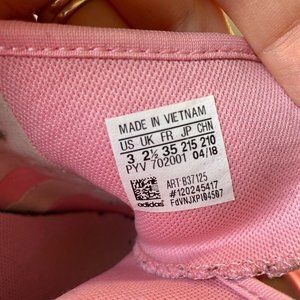 MADE IN VIETNAM
US UK FR JP CHN
3 2½ 35 215 210
PYV 702001 04/18
ART B37125
#120245417
adidas FdVNJXPI04507